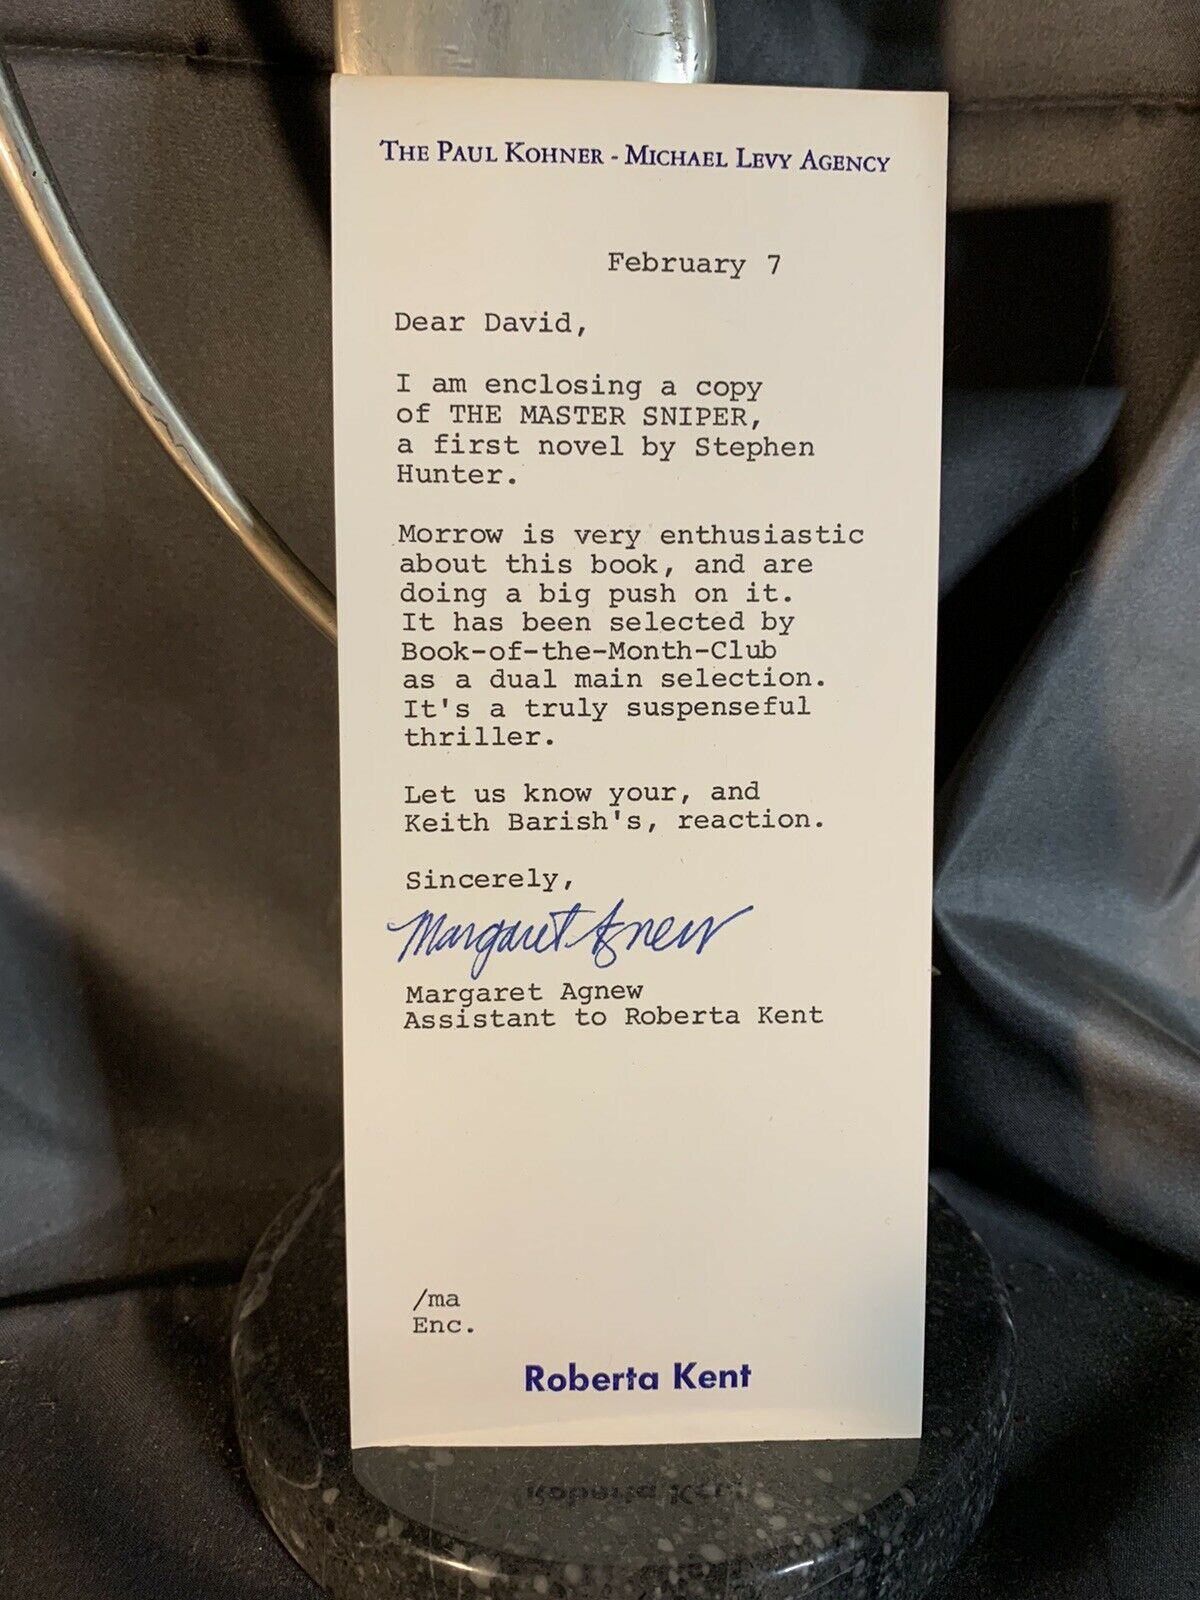 THE PAUL KOHNER - MICHAEL LEVY AGENCY
February 7
Dear David,
I am enclosing a copy
of THE MASTER SNIPER,
a first novel by Stephen
Hunter.
Morrow is very enthusiastic
about this book, and are
doing a big push on it.
It has been selected by
Book-of-the-Month-Club
as a dual main selection.
It's a truly suspenseful
thriller.
Let us know your, and
Keith Barish's, reaction.
Sincerely,
Margaret Agnew
Margaret Agnew
Assistant to Roberta Kent
/ma
Enc.
Roberta Kent